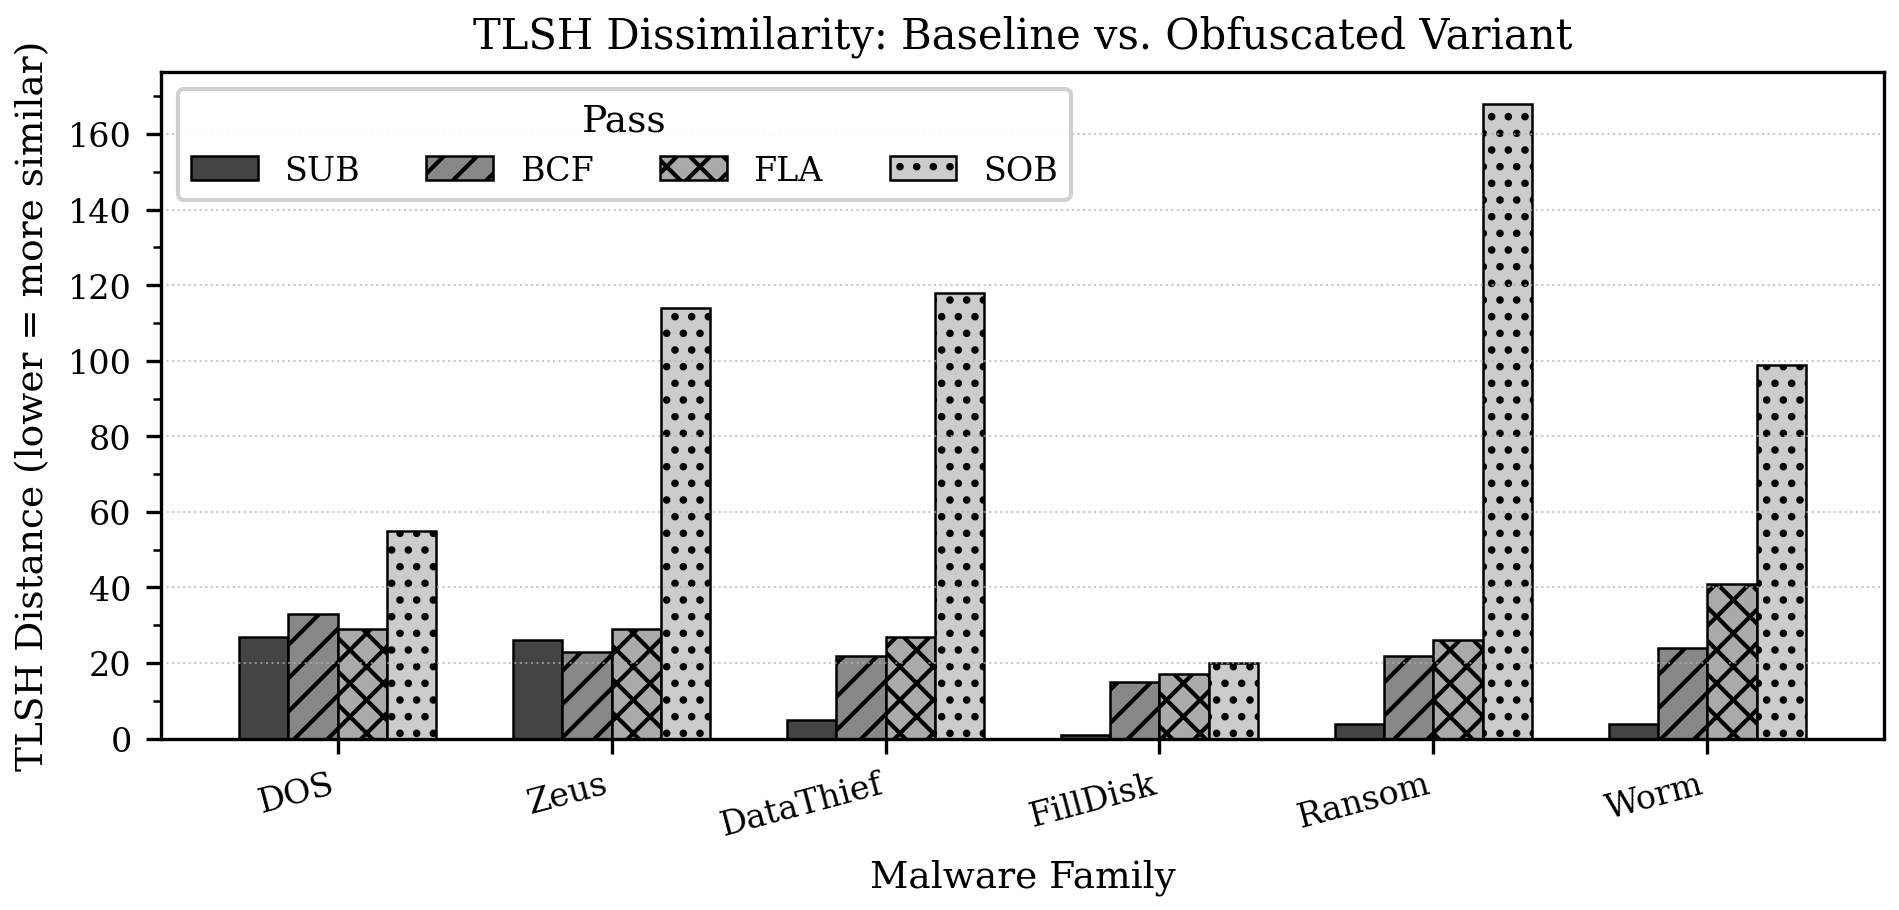 TLSH Dissimilarity: Baseline vs. Obfuscated Variant
TLSH Distance (lower = more similar)
Pass
SUB BCF FLA SOB
160
140
120
100
80
60
40
20
0
DOS Zeus DataThief FillDisk Ransom Worm
Malware Family